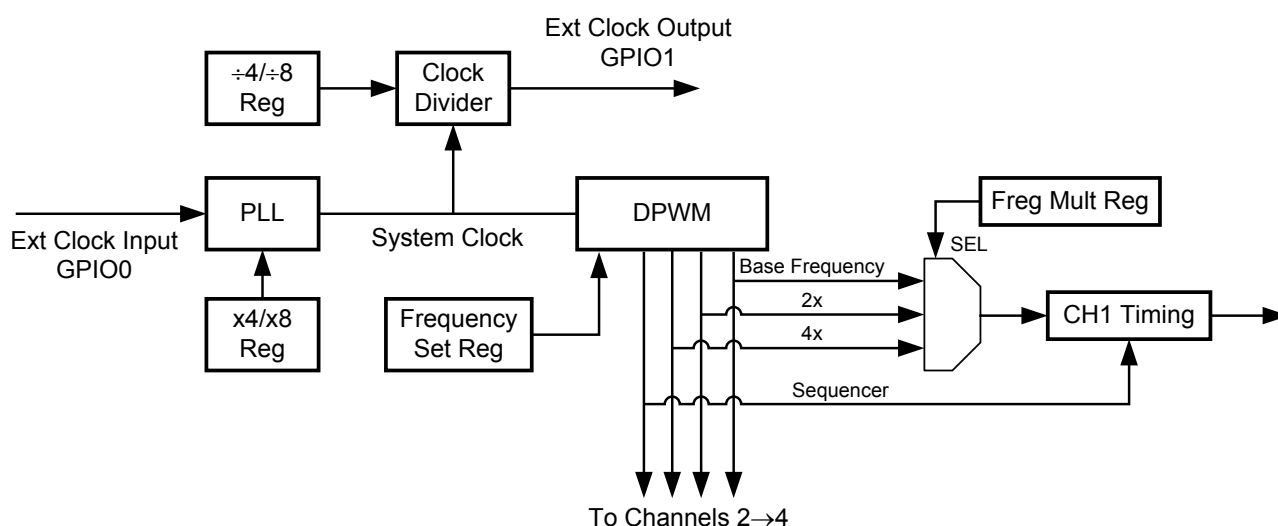 Ext Clock Output
GPIO1
÷4/÷8
Reg
Clock
Divider
PLL
DPWM
Freg Mult Reg
Ext Clock Input
GPIO0
System Clock
SEL
Base Frequency
x4/x8
Reg
Frequency
Set Reg
2x
CH1 Timing
4x
Sequencer
To Channels 2→4